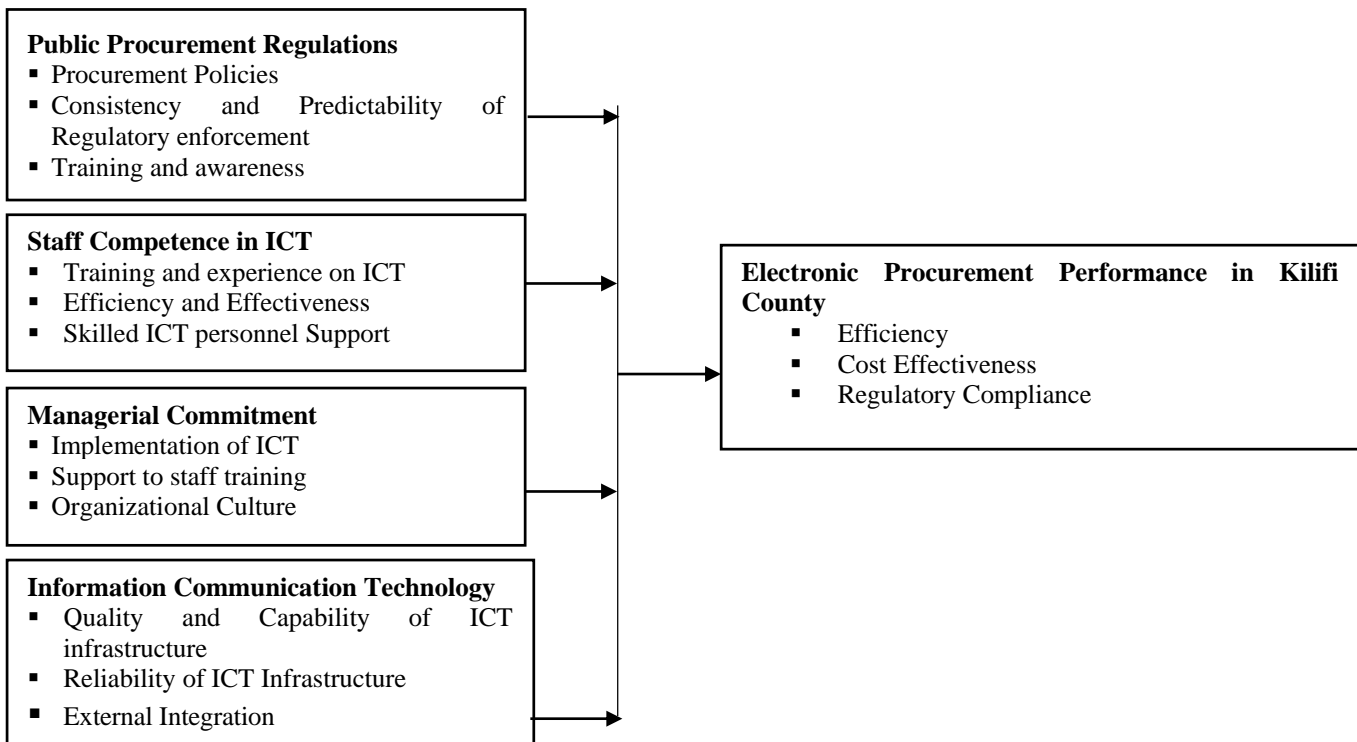 Public Procurement Regulations
▪ Procurement Policies
▪ Consistency and Predictability of
Regulatory enforcement
▪ Training and awareness
Staff Competence in ICT
▪ Training and experience on ICT
▪ Efficiency and Effectiveness
▪ Skilled ICT personnel Support
Managerial Commitment
▪ Implementation of ICT
▪ Support to staff training
▪ Organizational Culture
Information Communication Technology
▪ Quality and Capability of ICT
infrastructure
▪ Reliability of ICT Infrastructure
▪ External Integration
Electronic Procurement Performance in Kilifi
County
▪ Efficiency
▪ Cost Effectiveness
▪ Regulatory Compliance